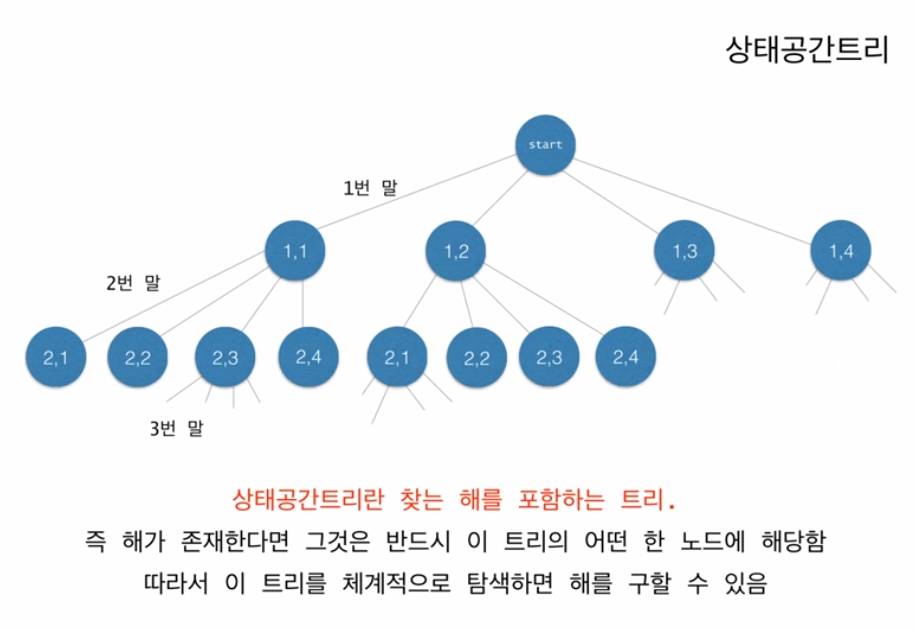 상태공간트리
start
1번 말
1,1
1,2
1,3
1,4
2번 말
2,1
2,2
2,3
2,4
2,1
2,2
2,3
2,4
3번 말
상태공간트리란 찾는 해를 포함하는 트리.
즉 해가 존재한다면 그것은 반드시 이 트리의 어떤 한 노드에 해당함
따라서 이 트리를 체계적으로 탐색하면 해를 구할 수 있음